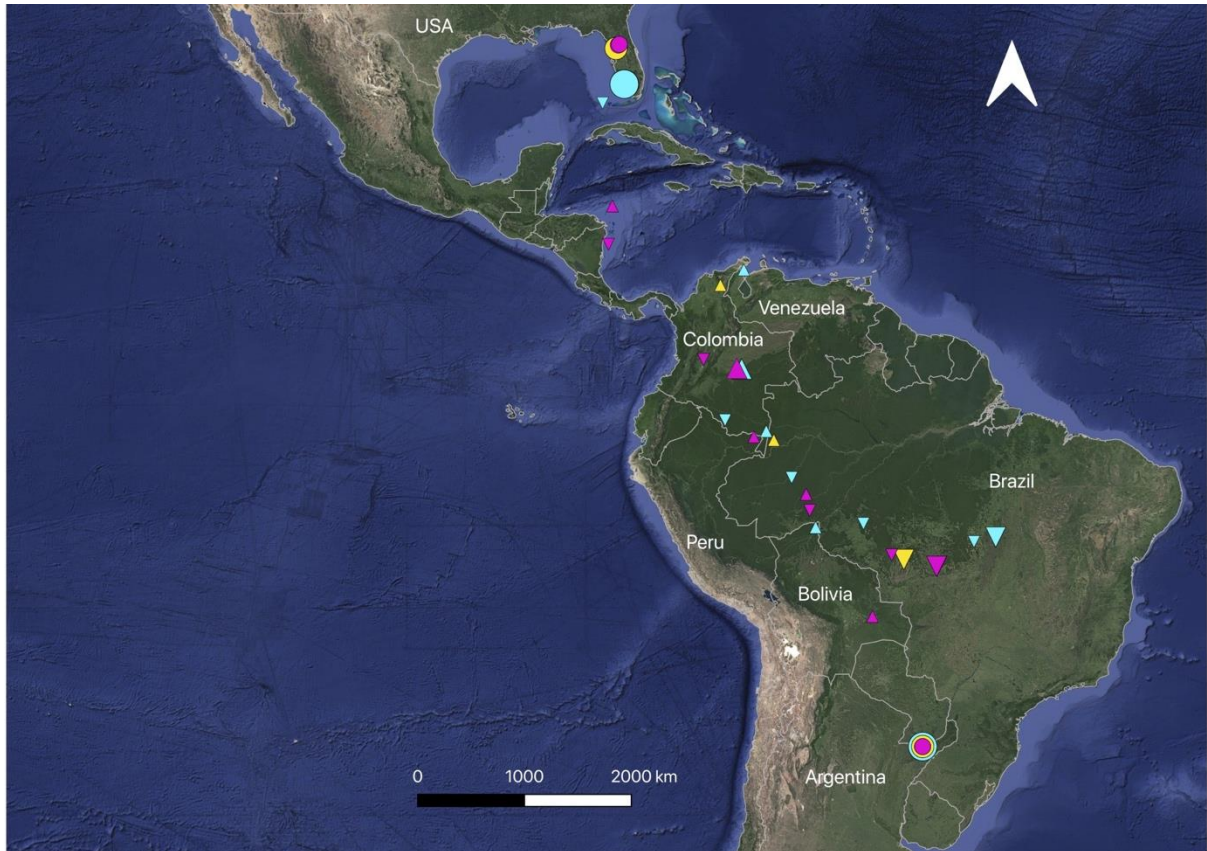 USA
Venezuela
Colombia
Brazil
Peru
Bolivia
0 1000 2000 km
Argentina